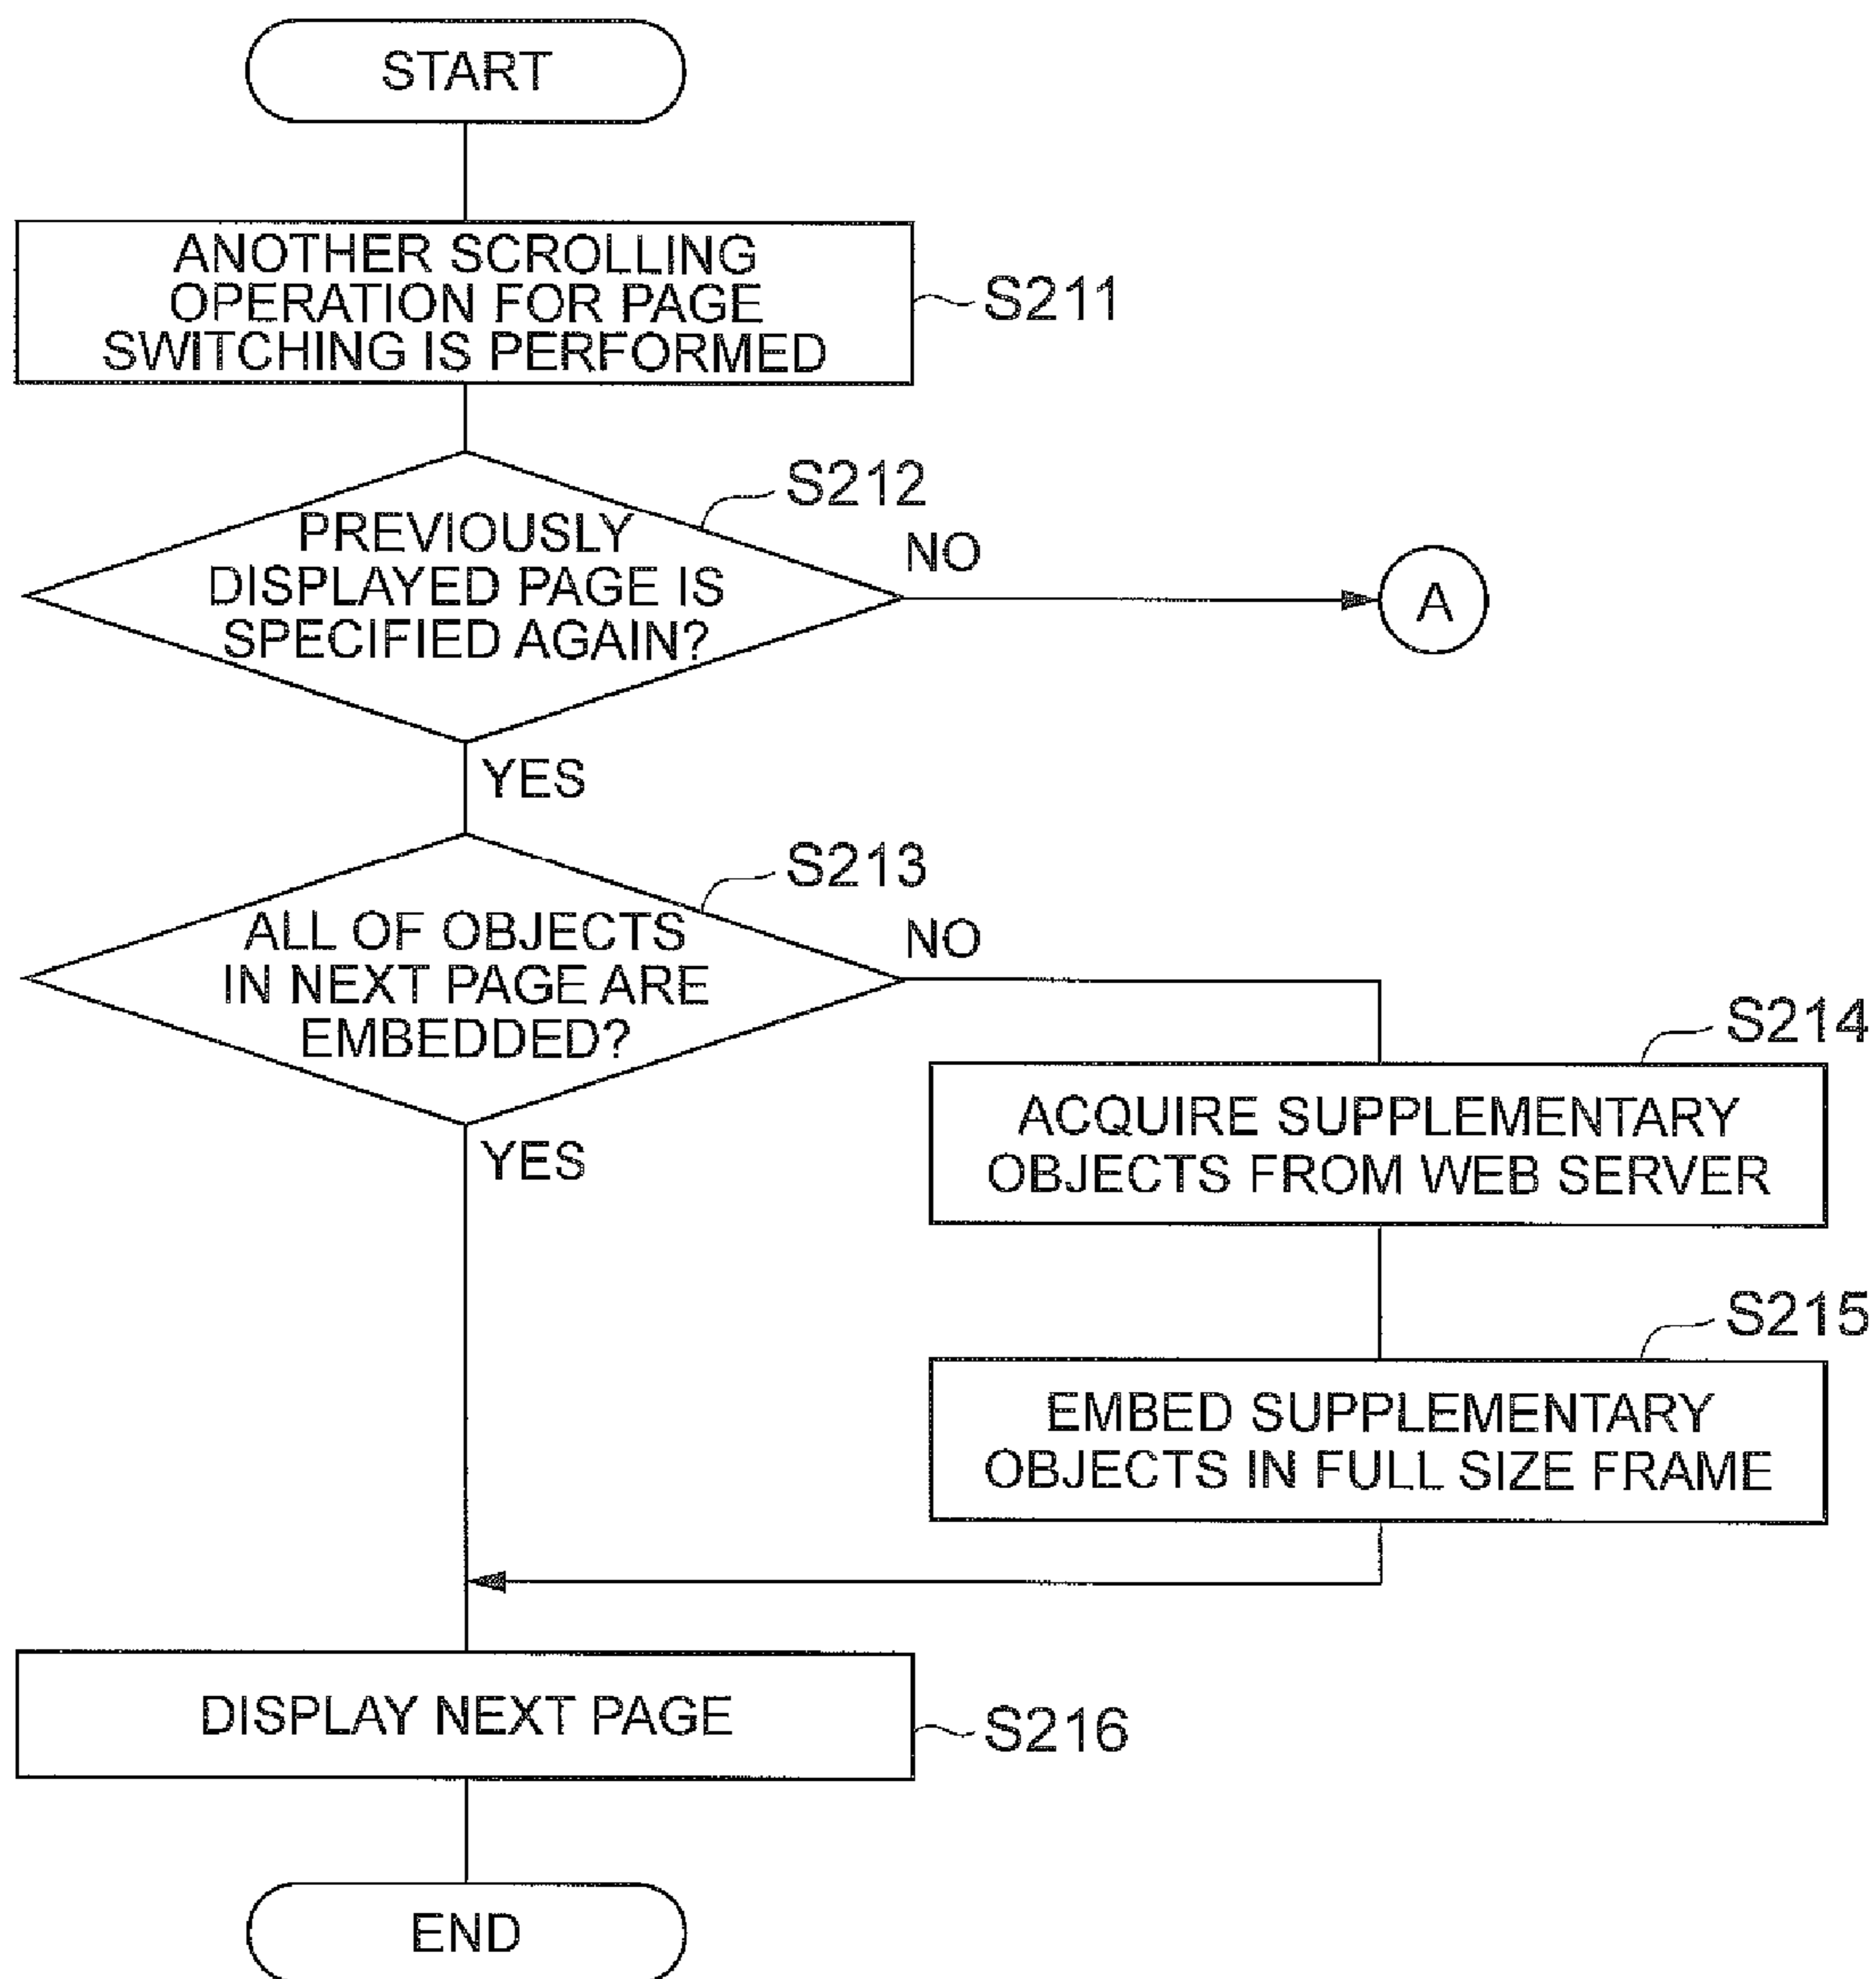 START
ANOTHER SCROLLING
OPERATION FOR PAGE
SWITCHING IS PERFORMED
S211
S212
PREVIOUSLY
DISPLAYED PAGE IS
SPECIFIED AGAIN?
NO
A
YES
S213
ALL OF OBJECTS
IN NEXT PAGE ARE
EMBEDDED?
NO
S214
ACQUIRE SUPPLEMENTARY
OBJECTS FROM WEB SERVER
YES
S215
EMBED SUPPLEMENTARY
OBJECTS IN FULL SIZE FRAME
DISPLAY NEXT PAGE
S216
END